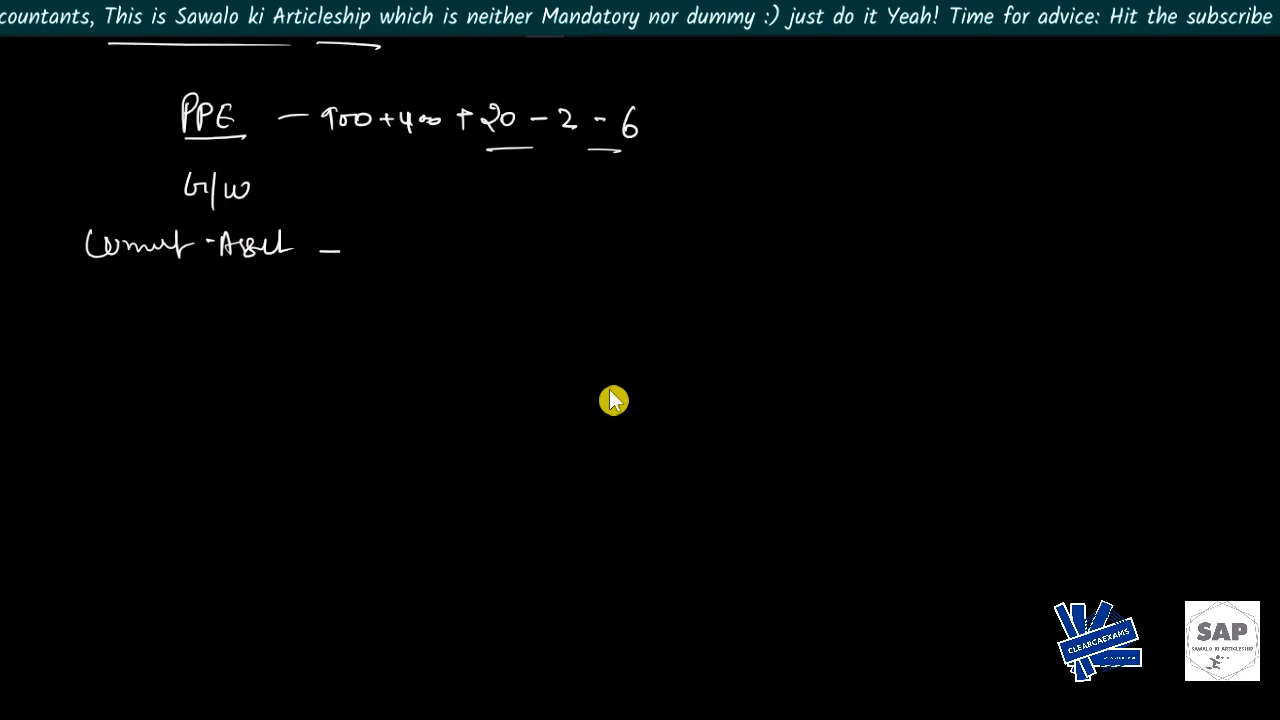 countants, This is Sawalo ki Articleship which is neither Mandatory nor dummy :) just do it Yeah! Time for advice: Hit the subscribe
PPE — 900+400 + 20 - 2 - 6
G/W
Current Asset —
CLEARCAEXAMS
SAP
SAWALO KI ARTICLESHIP